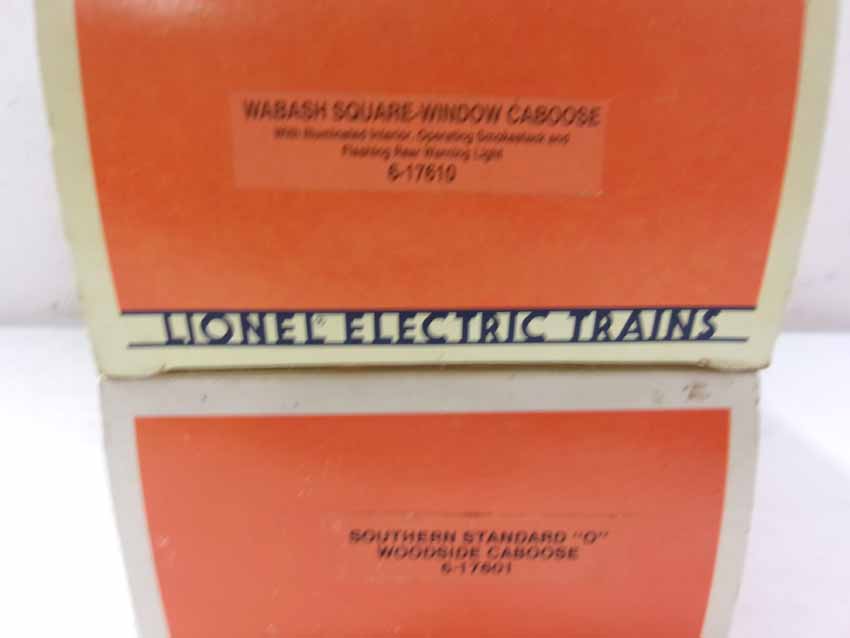 WABASH SQUARE-WINDOW CABOOSE
With Illuminated Interior, Operating Smokestack and
Flashing Rear Warning Light
6-17610
LIONEL® ELECTRIC TRAINS
SOUTHERN STANDARD "O"
WOODSIDE CABOOSE
6-17601